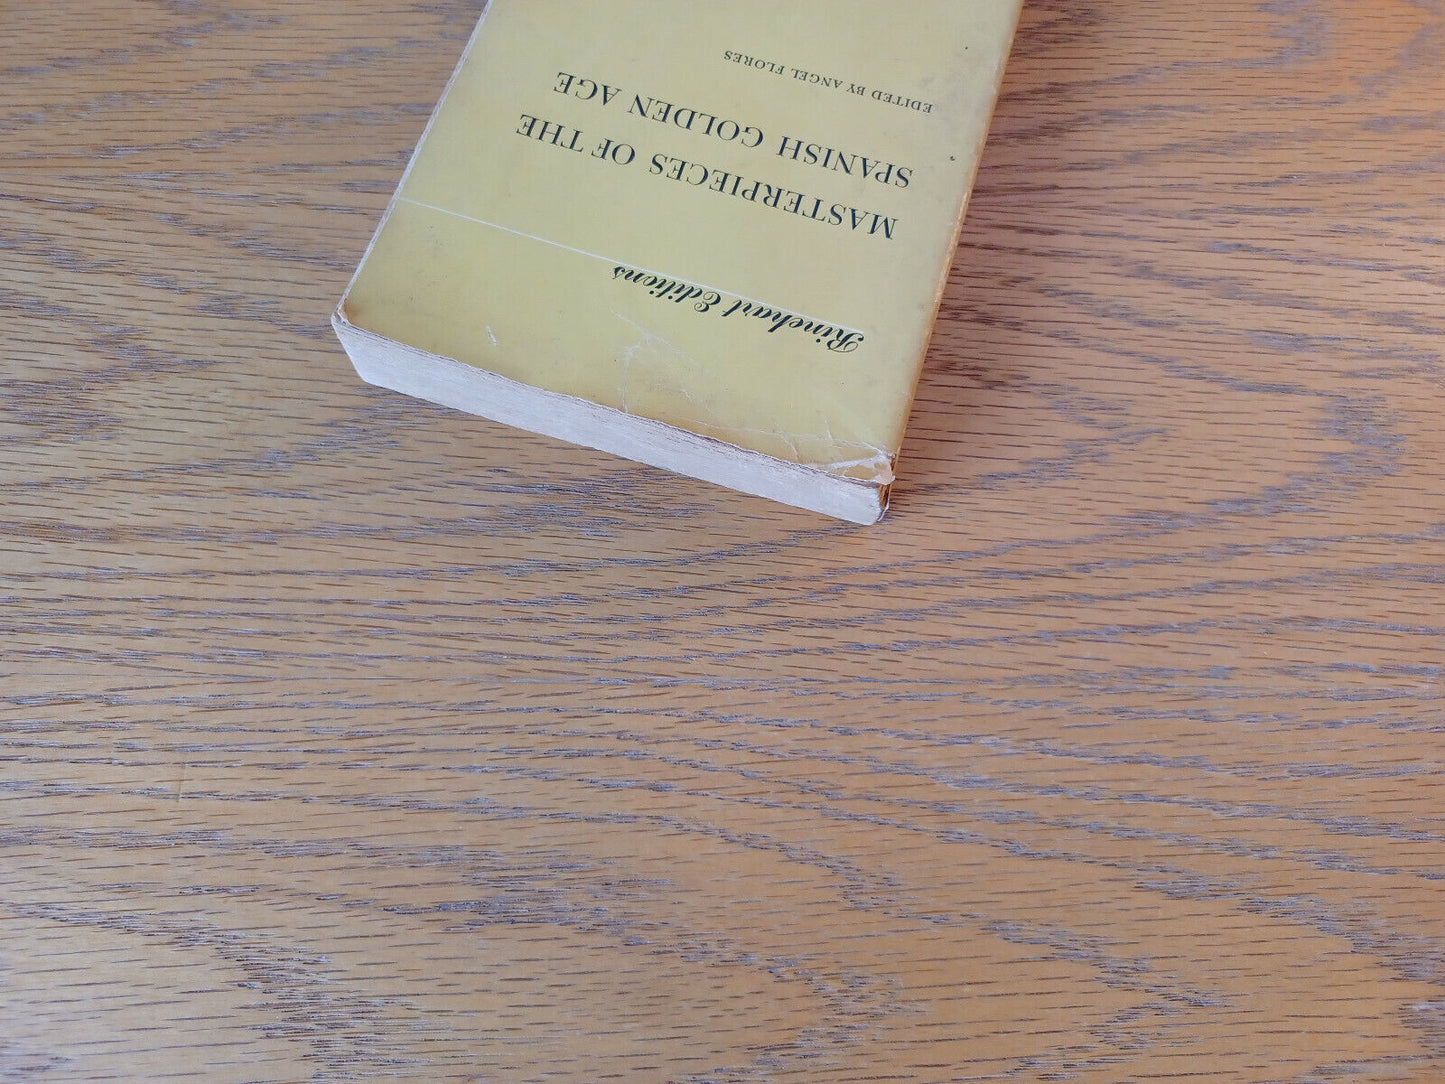 Rinehart Editions
MASTERPIECES OF THE
SPANISH GOLDEN AGE
EDITED BY ANGEL FLORES